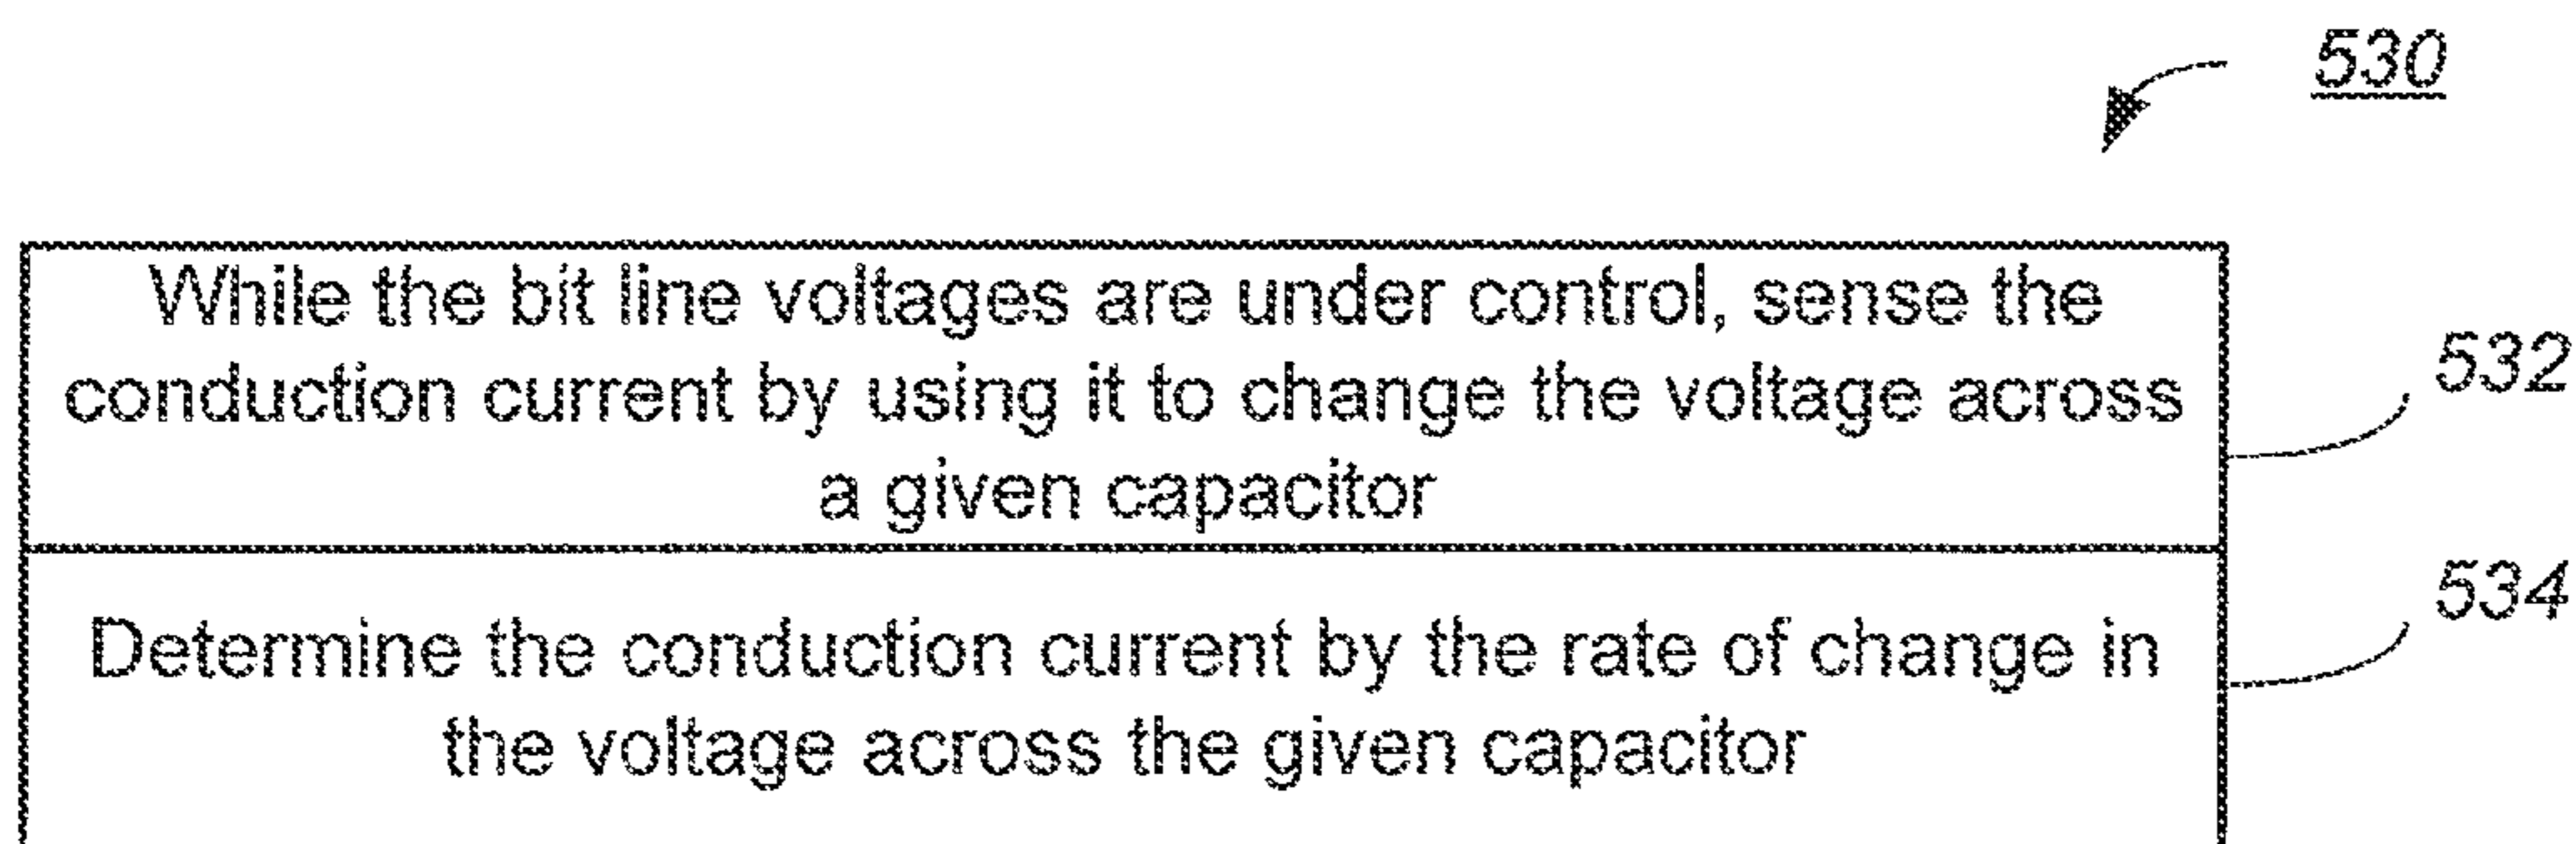 530
While the bit line voltages are under control, sense the
conduction current by using it to change the voltage across
a given capacitor
532
Determine the conduction current by the rate of change in
the voltage across the given capacitor
534